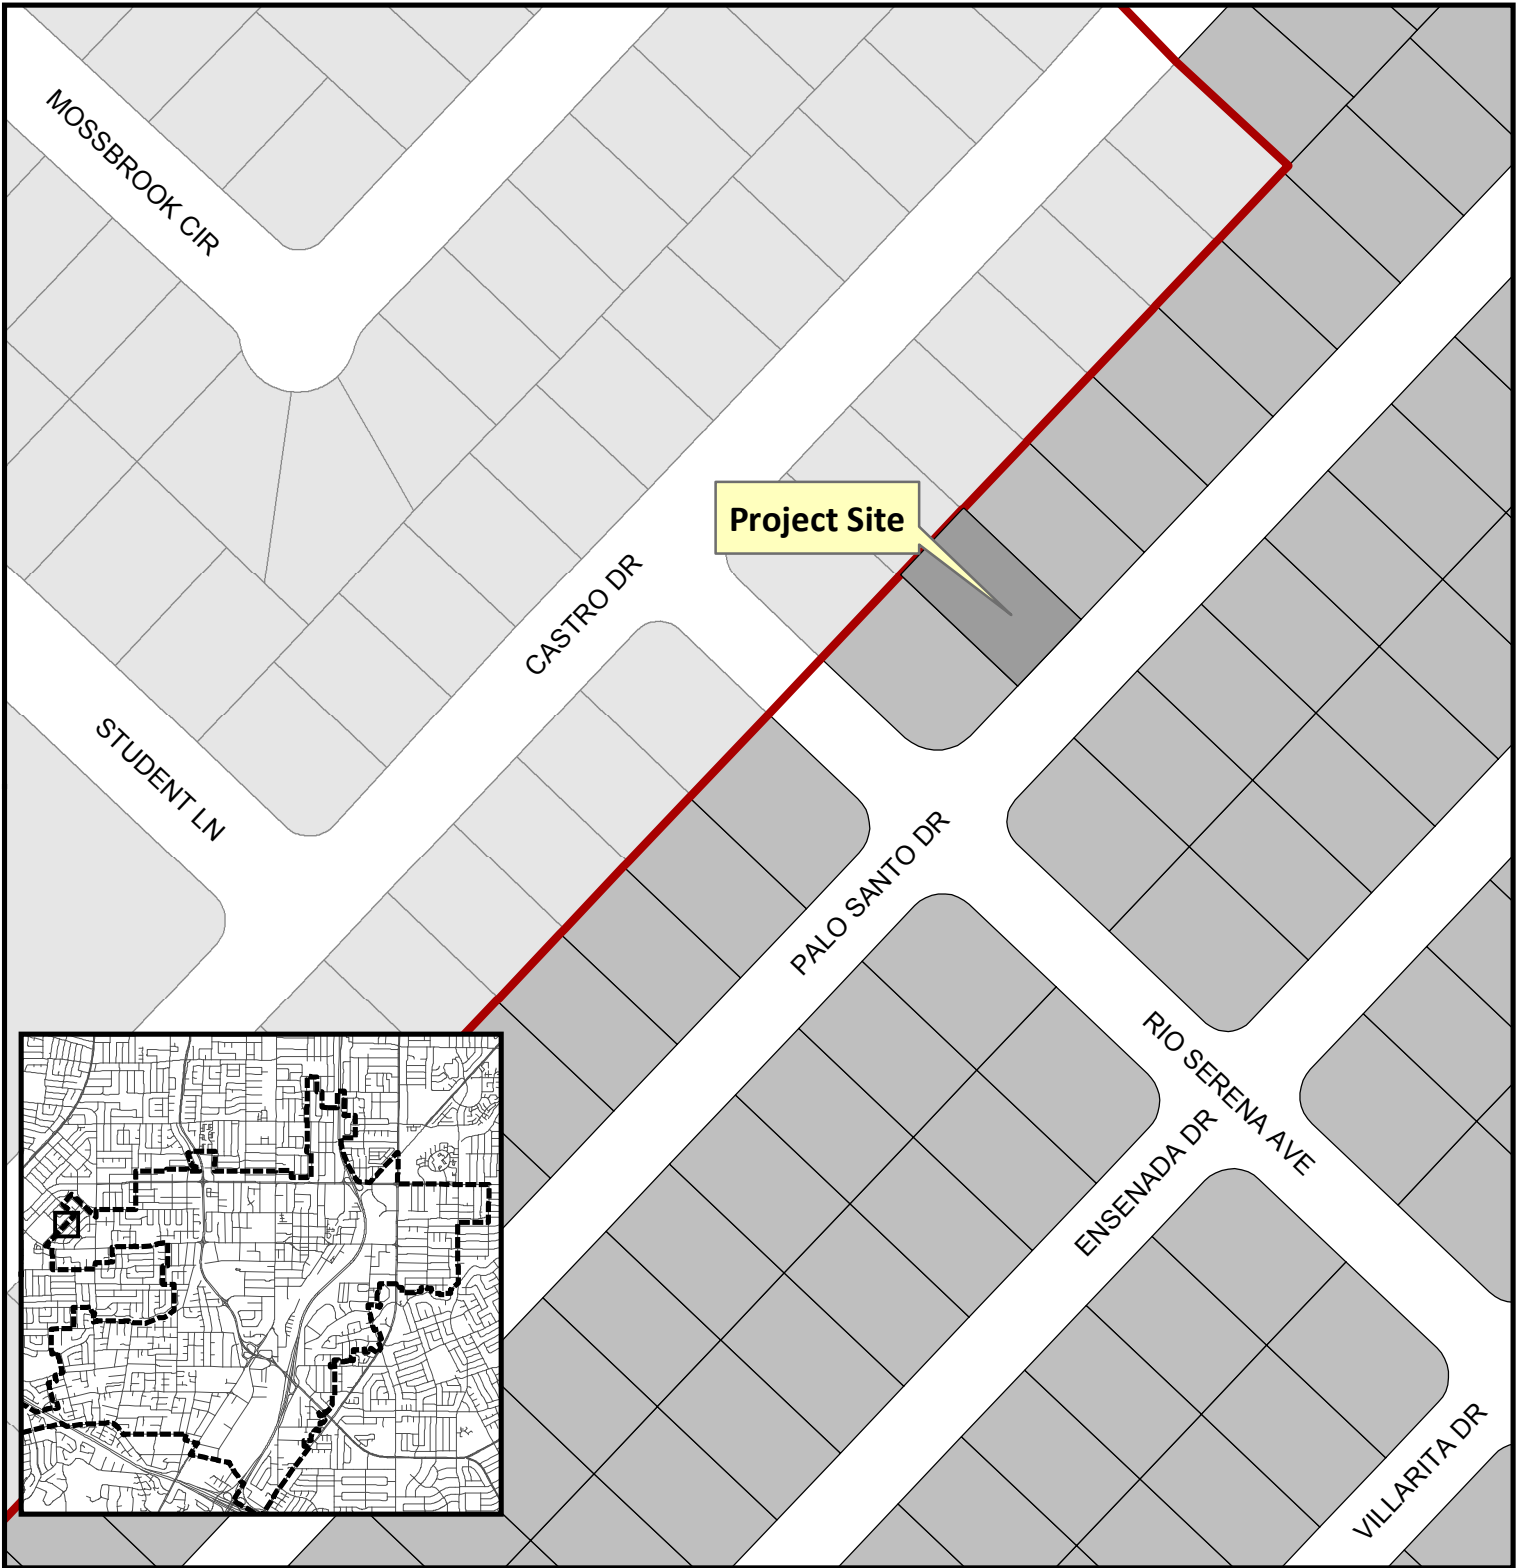 MOSSBROOK CIR
Project Site
CASTRO DR
STUDENT LN
PALO SANTO DR
RIO SERENA AVE
ENSENADA DR
VILLARITA DR